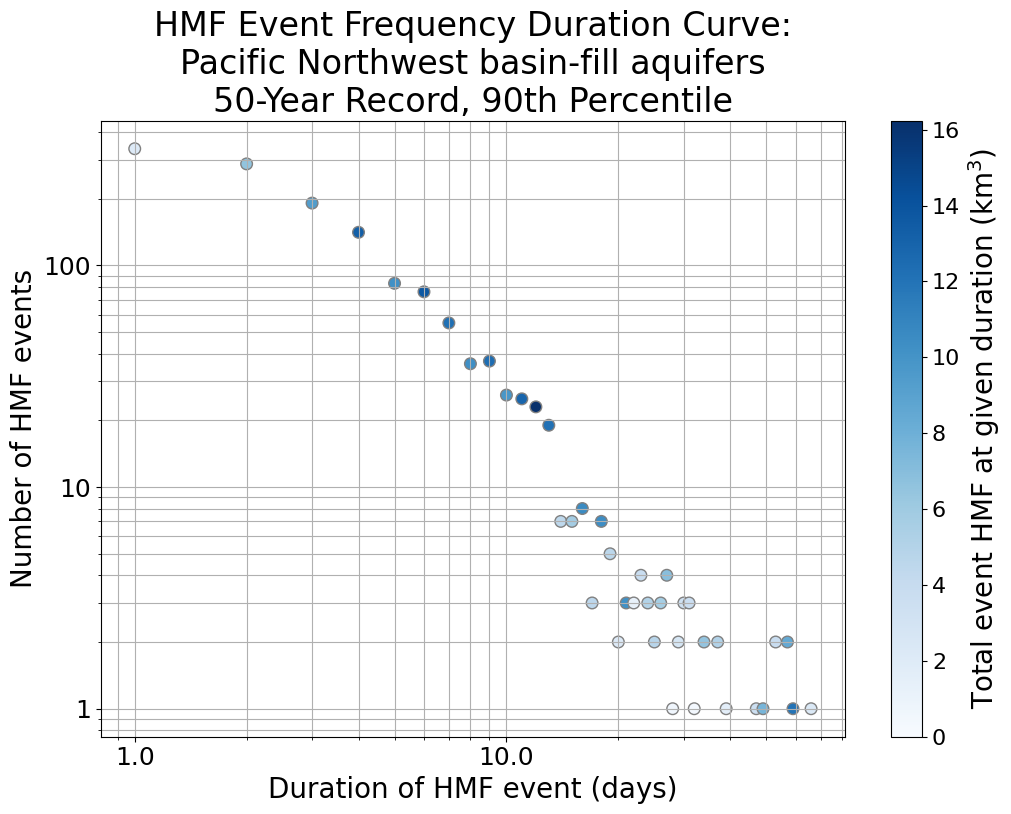 HMF Event Frequency Duration Curve:
Pacific Northwest basin-fill aquifers
50-Year Record, 90th Percentile
Number of HMF events
100
10
1
1.0
10.0
Duration of HMF event (days)
16
14
12
10
8
6
4
2
0
Total event HMF at given duration (km³)